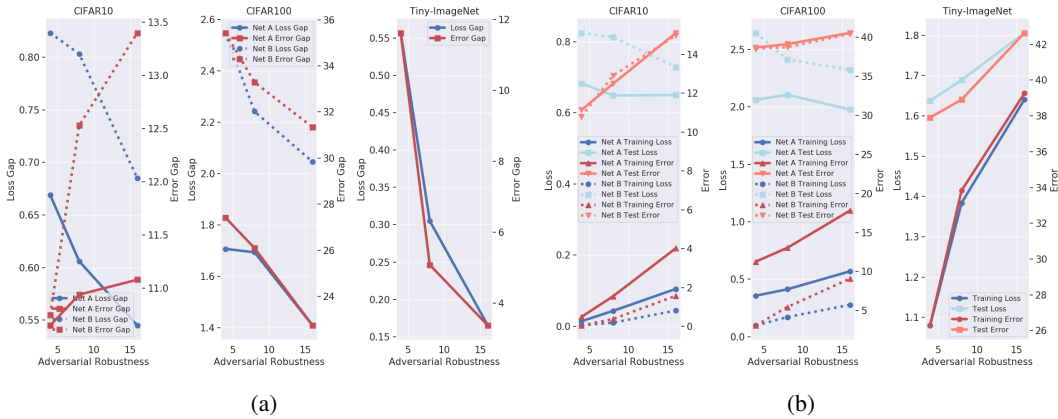 CIFAR10
0.80
0.75
0.70
0.65
0.60
0.55
Loss Gap
Net A Loss Gap
Net A Error Gap
Net B Loss Gap
Net B Error Gap
13.5
13.0
12.5
12.0
11.5
11.0
Error Gap
5 10 15
Adversarial Robustness
CIFAR100
2.6
2.4
2.2
2.0
1.8
1.6
1.4
Loss Gap
Net A Loss Gap
Net A Error Gap
Net B Loss Gap
Net B Error Gap
36
34
32
30
28
26
24
Error Gap
5 10 15
Adversarial Robustness
Tiny-ImageNet
0.55
0.50
0.45
0.40
0.35
0.30
0.25
0.20
0.15
Loss Gap
Loss Gap
Error Gap
12
10
8
6
4
Error Gap
5 10 15
Adversarial Robustness
(a)
CIFAR10
0.8
0.6
0.4
0.2
0.0
Loss
Net A Training Loss
Net A Test Loss
Net A Training Error
Net A Test Error
Net B Training Loss
Net B Test Loss
Net B Training Error
Net B Test Error
14
12
10
8
6
4
2
0
Error
5 10 15
Adversarial Robustness
CIFAR100
2.5
2.0
1.5
1.0
0.5
0.0
Loss
Net A Training Loss
Net A Test Loss
Net A Training Error
Net A Test Error
Net B Training Loss
Net B Test Loss
Net B Training Error
Net B Test Error
40
35
30
25
20
15
10
5
Error
5 10 15
Adversarial Robustness
Tiny-ImageNet
1.8
1.7
1.6
1.5
1.4
1.3
1.2
1.1
Loss
Training Loss
Test Loss
Training Error
Test Error
42
40
38
36
34
32
30
28
26
Error
5 10 15
Adversarial Robustness
(b)